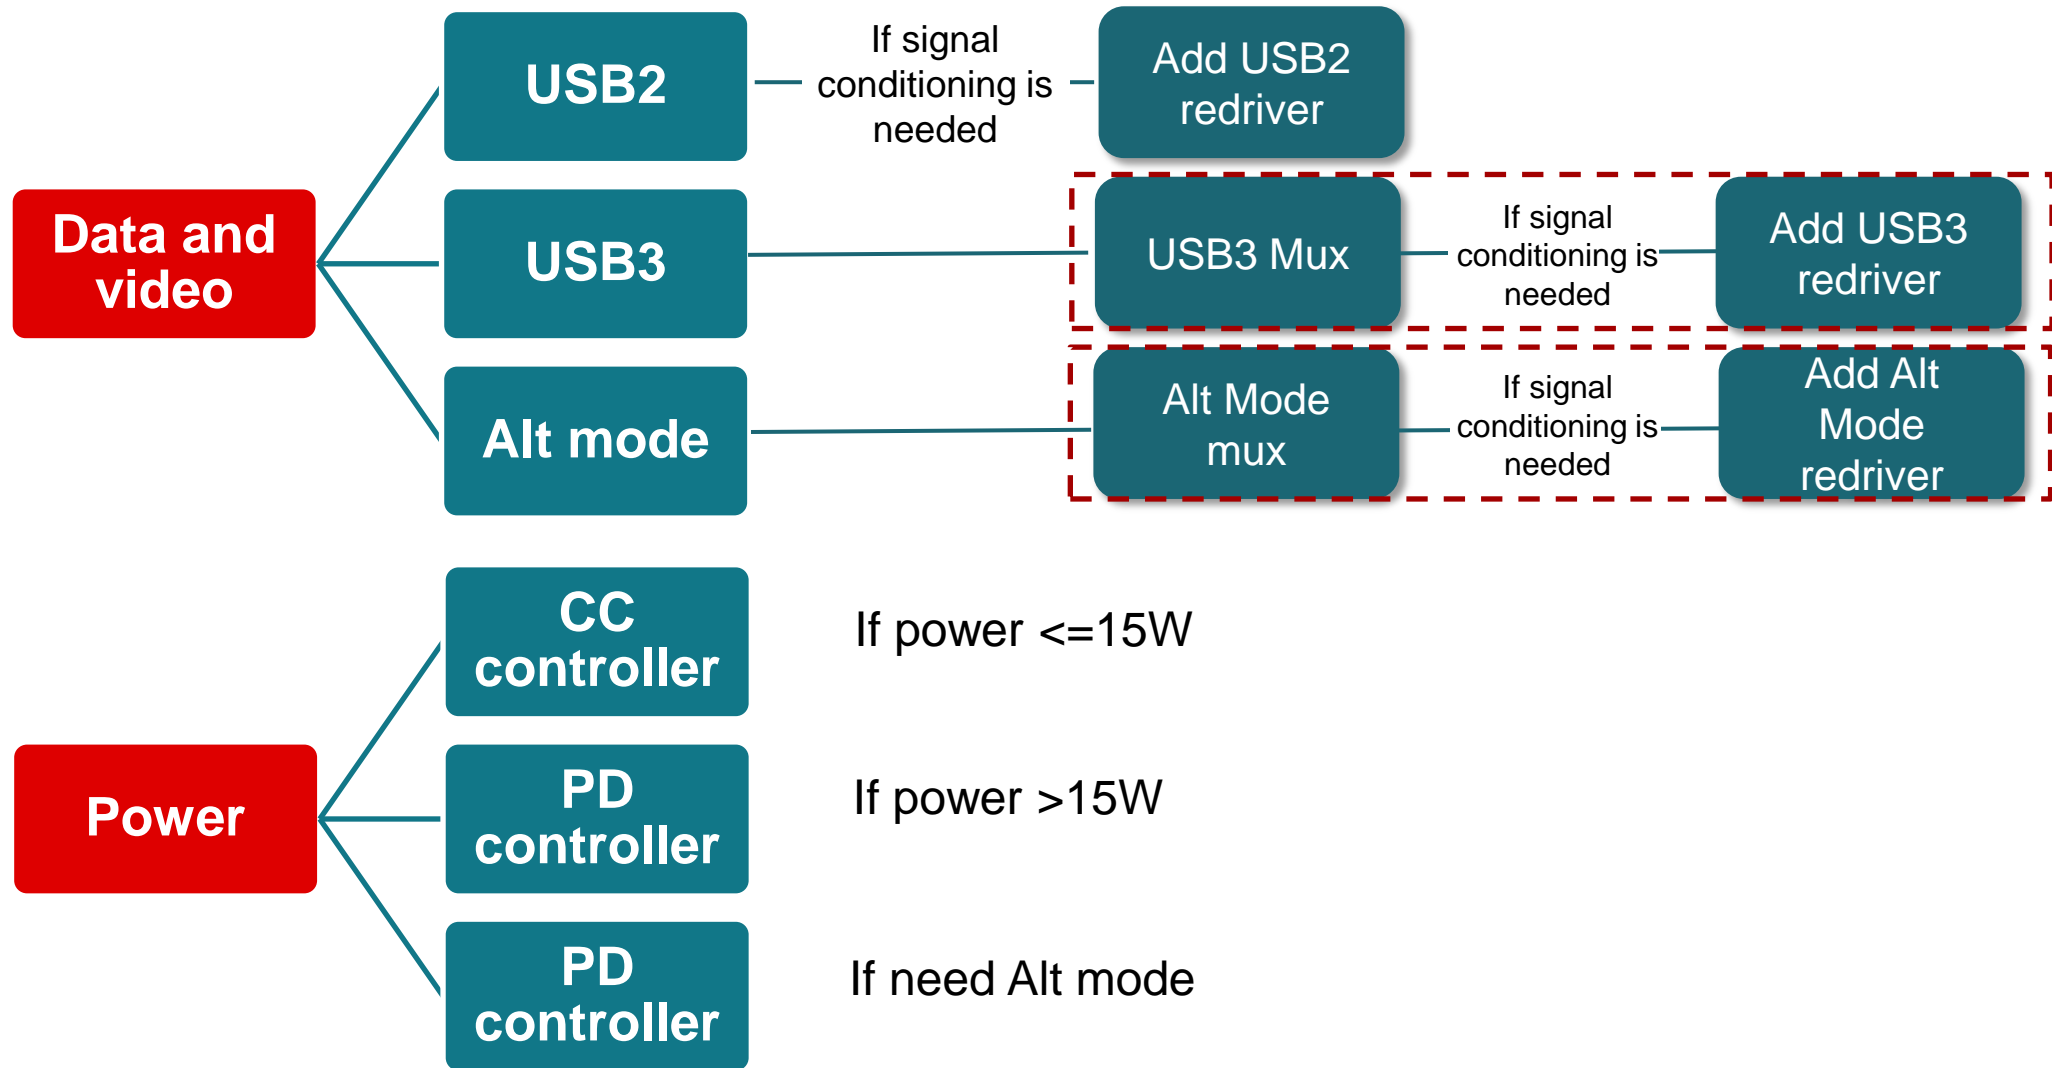 Data and
video
USB2
If signal
conditioning is
needed
Add USB2
redriver
USB3
USB3 Mux
If signal
conditioning is
needed
Add USB3
redriver
Alt mode
Alt Mode
mux
If signal
conditioning is
needed
Add Alt
Mode
redriver
Power
CC
controller
If power <=15W
PD
controller
If power >15W
PD
controller
If need Alt mode